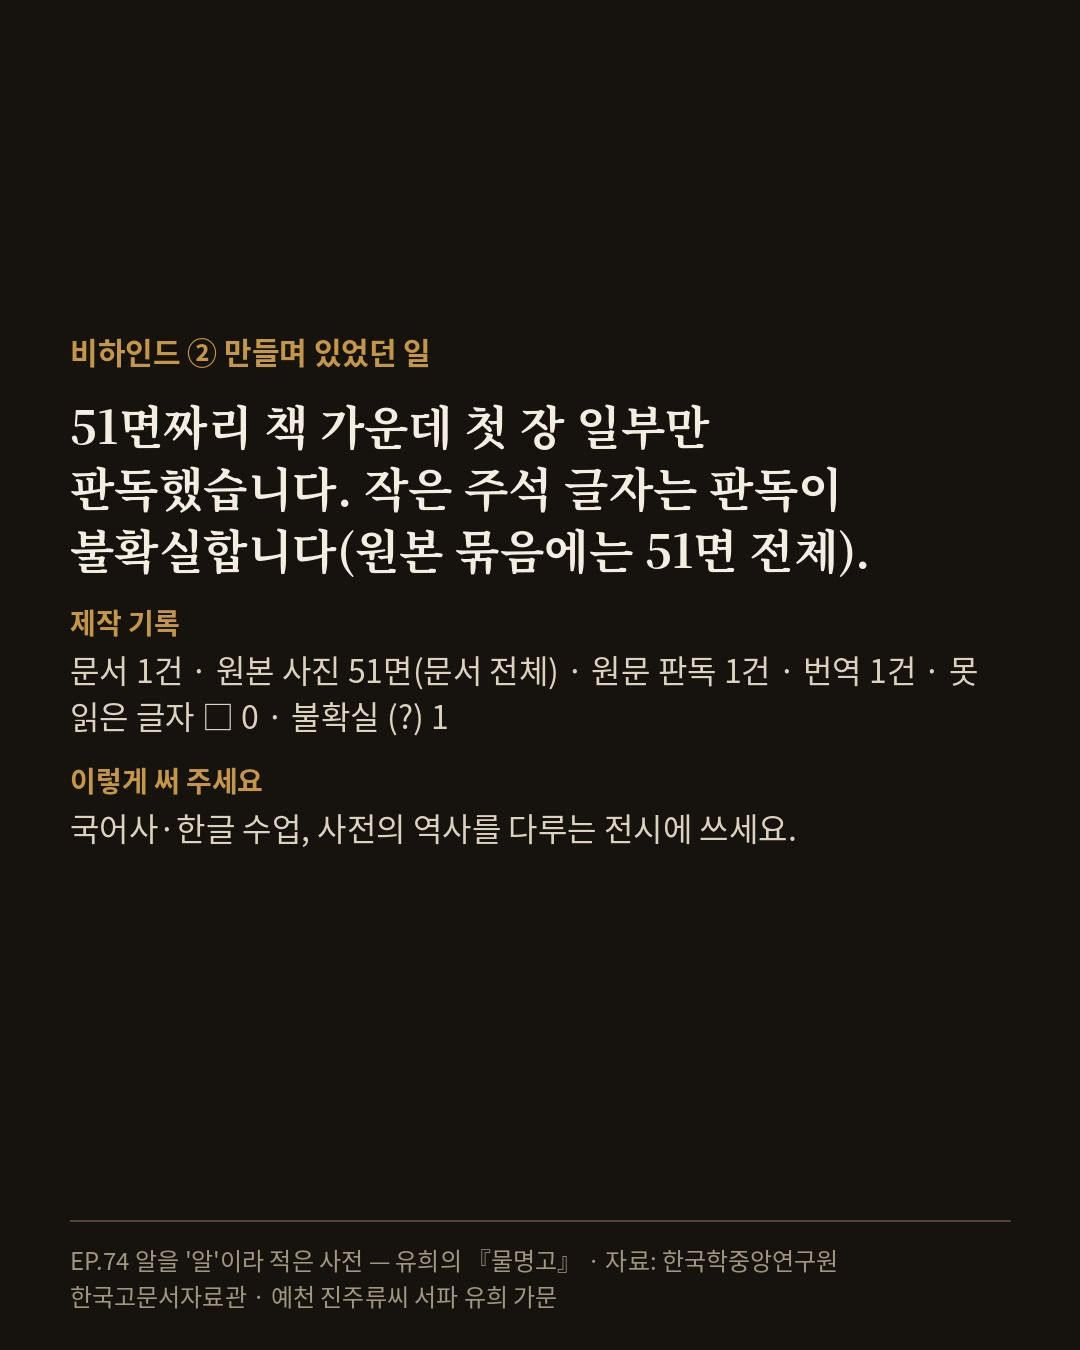 비하인드 ② 만들며 있었던 일
51면짜리 책 가운데 첫 장 일부만
판독했습니다. 작은 주석 글자는 판독이
불확실합니다(원본 묶음에는 51면 전체).
제작 기록
문서 1건 · 원본 사진 51면(문서 전체) · 원문 판독 1건 · 번역 1건 · 못
읽은 글자 □ 0 · 불확실 (?) 1
이렇게 써 주세요
국어사·한글 수업, 사전의 역사를 다루는 전시에 쓰세요.
EP.74 알을 '알'이라 적은 사전 — 유희의 『물명고』 · 자료: 한국학중앙연구원
한국고문서자료관 · 예천 진주류씨 서파 유희 가문